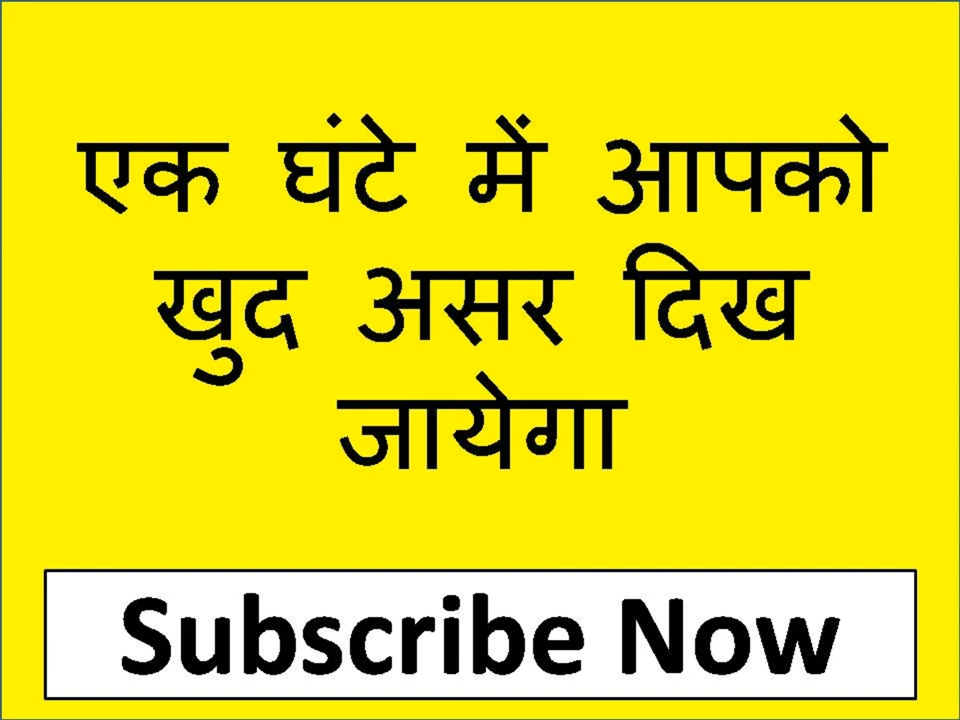 एक घंटे में आपको
खुद असर दिख
जायेगा
Subscribe Now